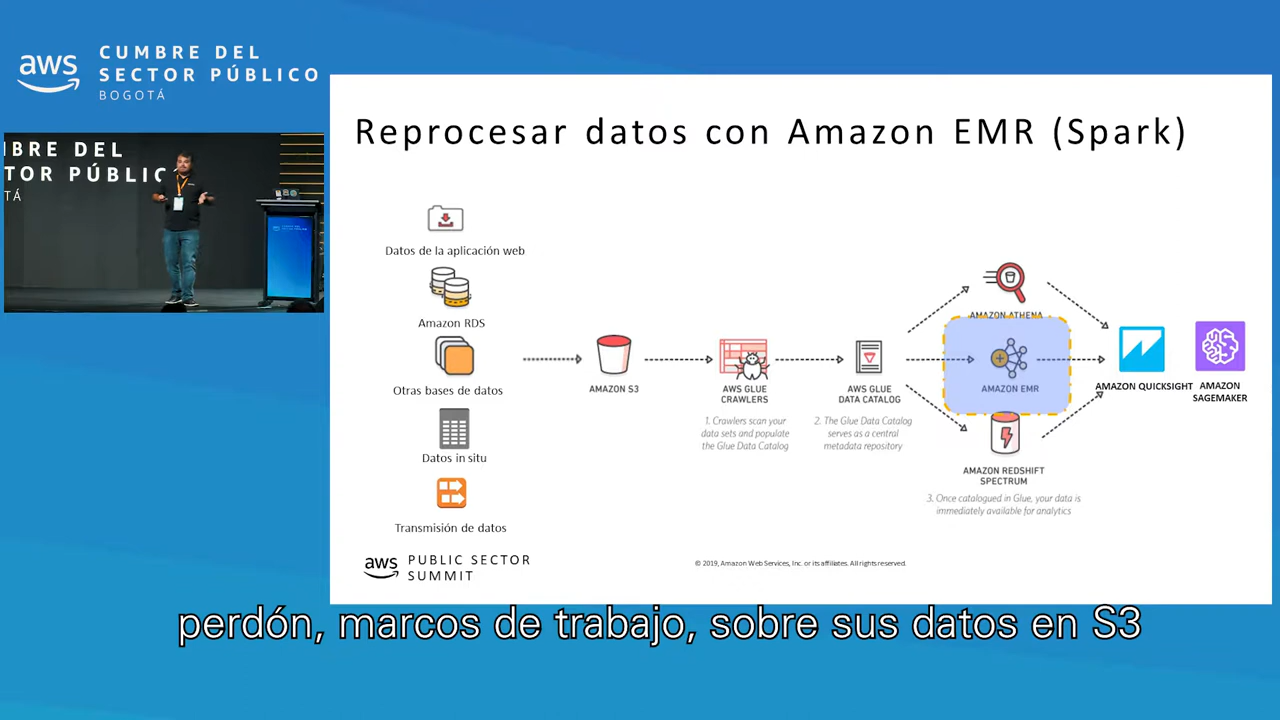 aws
CUMBRE DEL
SECTOR PÚBLICO
BOGOTÁ
IBRE DEL
TOR PÚBLIC
TÁ
Reprocesar datos con Amazon EMR (Spark)
Datos de la aplicación web
Amazon RDS
Otras bases de datos
Datos in situ
Transmisión de datos
AMAZON S3
AWS GLUE
CRAWLERS
1. Crawlers scan your
data sets and populate
the Glue Data Catalog
AWS GLUE
DATA CATALOG
2. The Glue Data Catalog
serves as a central
metadata repository
AMAZON ATHENA
AMAZON EMR
AMAZON REDSHIFT
SPECTRUM
3. Once catalogued in Glue, your data is
immediately available for analytics
AMAZON QUICKSIGHT
AMAZON
SAGEMAKER
aws
PUBLIC SECTOR
SUMMIT
© 2019, Amazon Web Services, Inc. or its affiliates. All rights reserved.
perdón, marcos de trabajo, sobre sus datos en S3